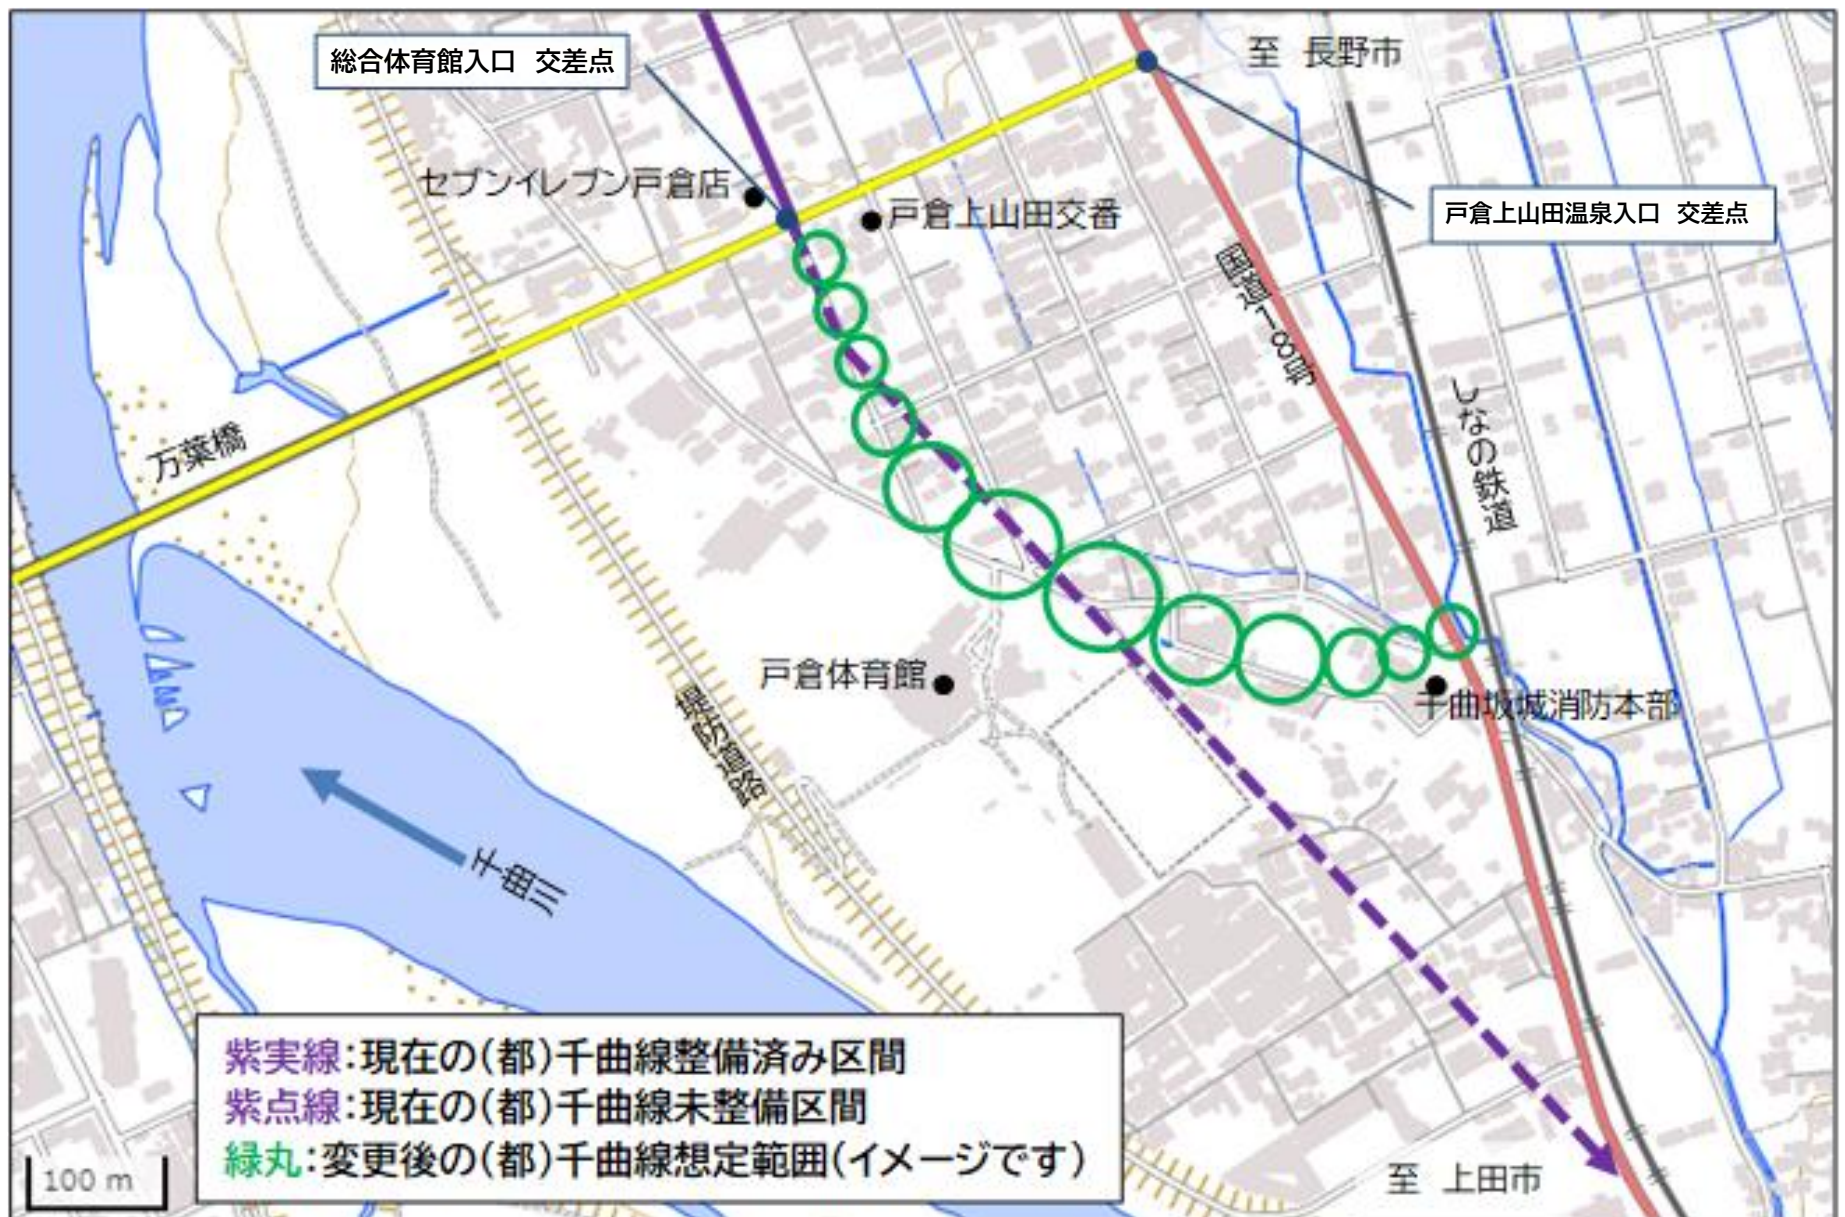 総合体育館入口 交差点
至 長野市
セブンイレブン戸倉店
戸倉上山田交番
戸倉上山田温泉入口 交差点
国道18号
しなの鉄道
万葉橋
戸倉体育館
千曲坂城消防本部
堤防道路
千曲川
紫実線:現在の(都)千曲線整備済み区間
紫点線:現在の(都)千曲線未整備区間
緑丸:変更後の(都)千曲線想定範囲(イメージです)
100 m
至 上田市